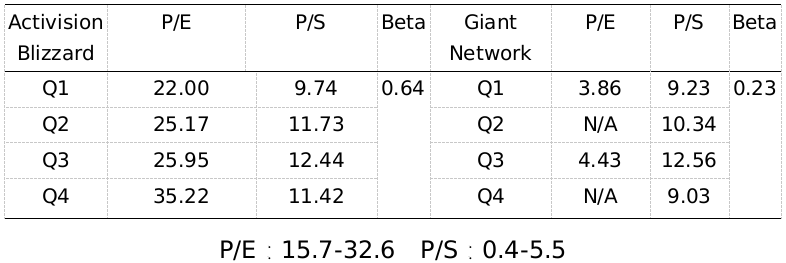 Activision Blizzard P/E P/S Beta Giant Network P/E P/S Beta
Q1 22.00 9.74 0.64 Q1 3.86 9.23 0.23
Q2 25.17 11.73 Q2 N/A 10.34
Q3 25.95 12.44 Q3 4.43 12.56
Q4 35.22 11.42 Q4 N/A 9.03
P/E : 15.7-32.6 P/S : 0.4-5.5